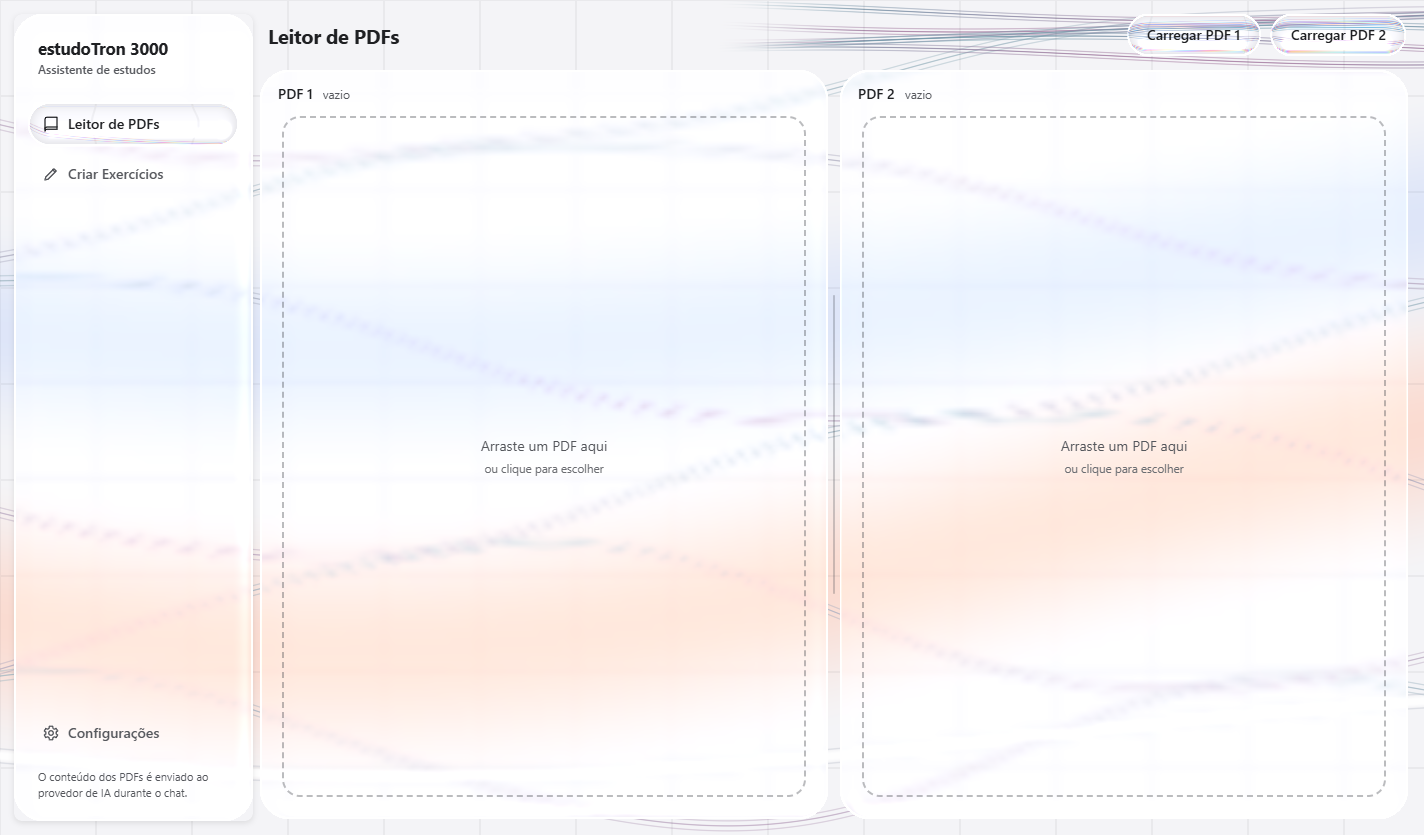 estudoTron 3000
Assistente de estudos
Leitor de PDFs
Criar Exercícios
Configurações
O conteúdo dos PDFs é enviado ao
provedor de IA durante o chat.
Leitor de PDFs
Carregar PDF 1
Carregar PDF 2
PDF 1 vazio
Arraste um PDF aqui
ou clique para escolher
PDF 2 vazio
Arraste um PDF aqui
ou clique para escolher